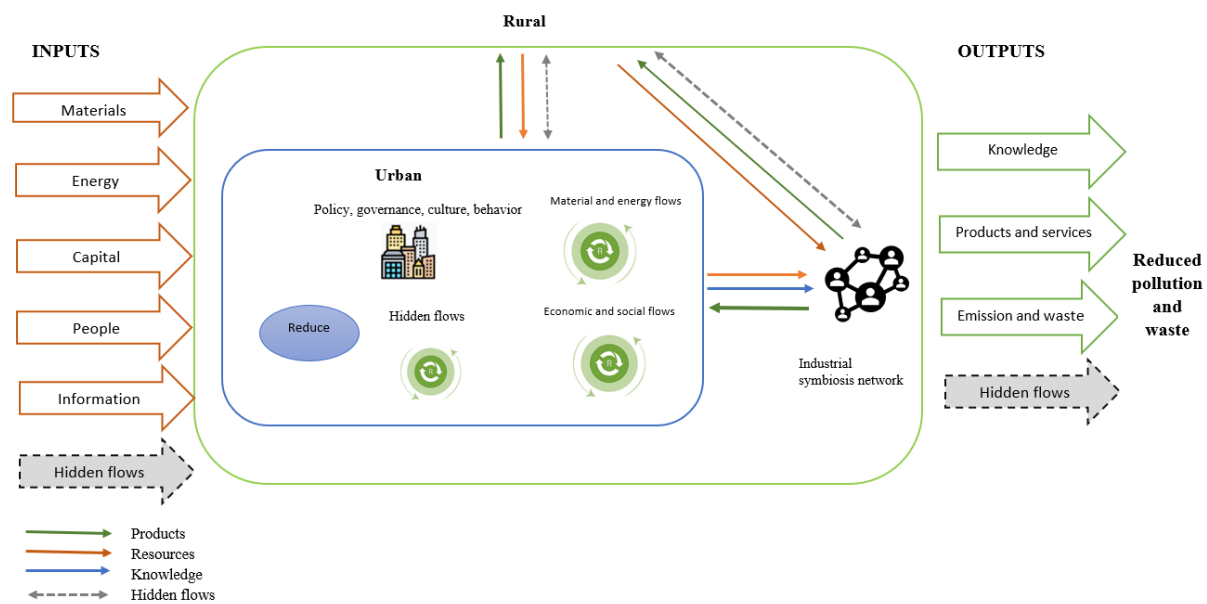 Rural
INPUTS
OUTPUTS
Materials
Energy
Capital
People
Information
Hidden flows
Urban
Policy, governance, culture, behavior
Material and energy flows
R
Reduce
Hidden flows
R
Economic and social flows
R
Industrial
symbiosis network
Knowledge
Products and services
Emission and waste
Hidden flows
Reduced
pollution
and
waste
Products
Resources
Knowledge
Hidden flows